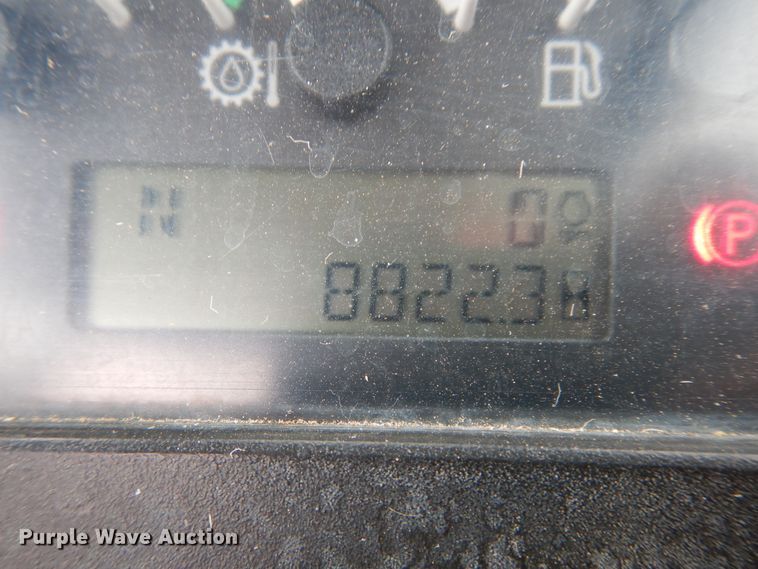 N 0
8822.3 H
P
Purple Wave Auction